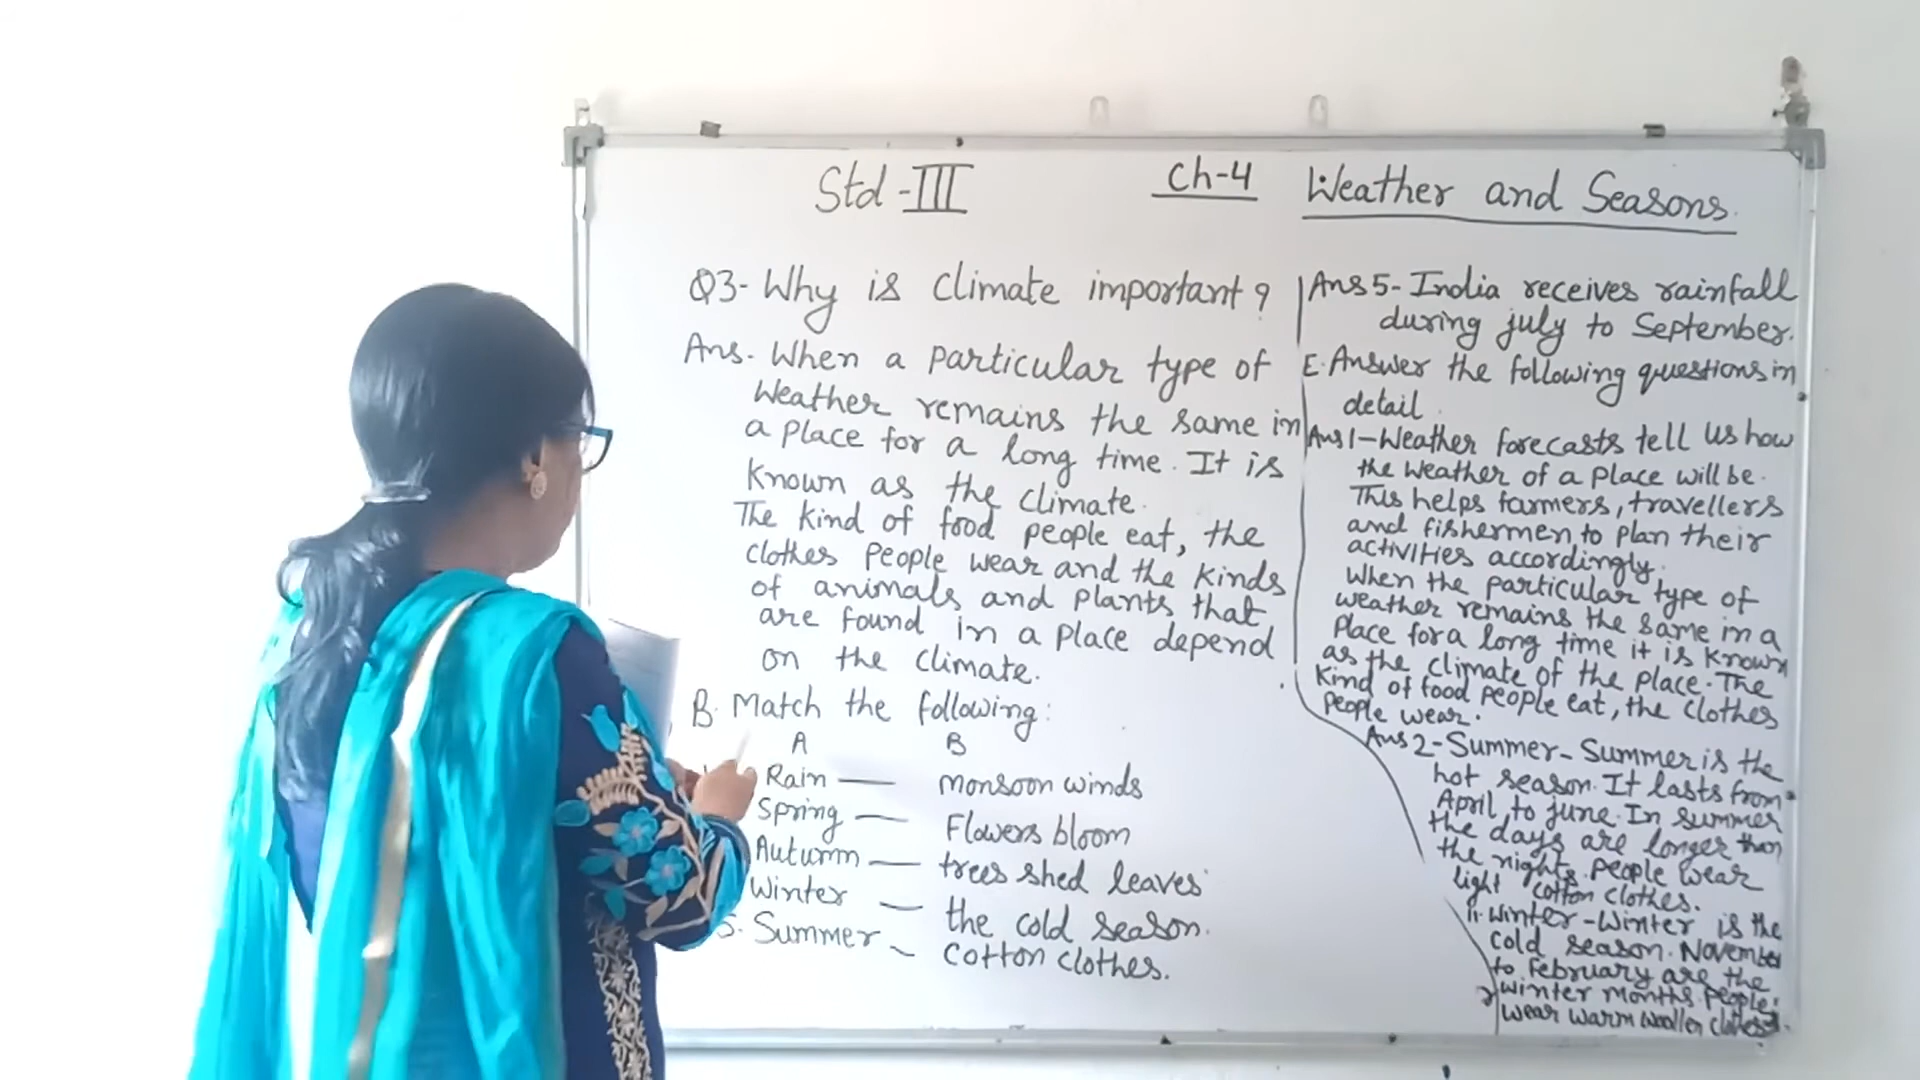 Std-III
Ch-4 Weather and Seasons.
Q3- Why is climate important?
Ans. When a particular type of
Weather remains the same in
a place for a long time. It is
known as the climate.
The kind of food people eat, the
clothes people wear and the kinds
of animals and plants that
are found in a place depend
on the climate.
B. Match the following:
A B
Rain — monsoon winds
Spring — Flowers bloom
Autumn — trees shed leaves
Winter — the cold season.
5. Summer — Cotton clothes.
Ans 5- India receives rainfall
during july to September.
E. Answer the following questions in
detail.
Ans 1-Weather forecasts tell us how
the weather of a place will be.
This helps farmers, travellers
and fishermen to plan their
activities accordingly.
When the particular type of
weather remains the same in a
place for a long time it is known
as the climate of the place. The
kind of food people eat, the clothes
people wear.
Ans 2-Summer-Summer is the
hot season. It lasts from
April to june. In summer
the days are longer than
the nights. People wear
light cotton clothes.
ii. Winter-Winter is the
cold season. November
to february are the
winter months. People
wear warm woollen clothes.